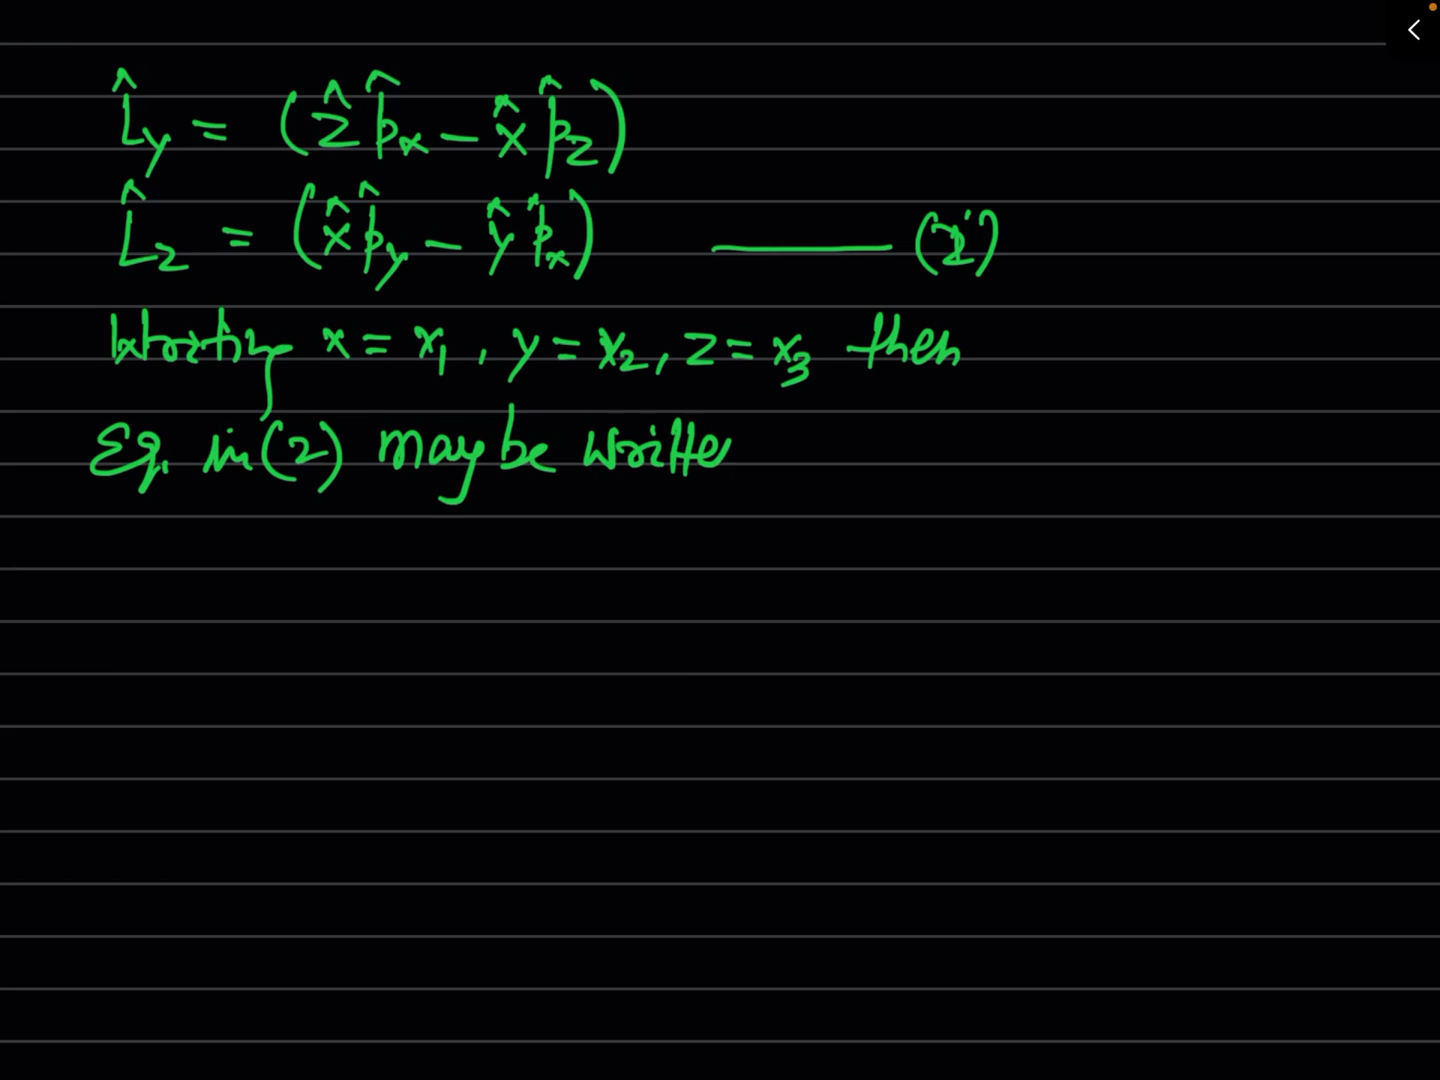 L̂y = (ẑ p̂x − x̂ p̂z)
L̂z = (x̂ p̂y − ŷ p̂x) ——— (2)
Writing x = x₁, y = x₂, z = x₃ then
Eq. in (2) may be writte